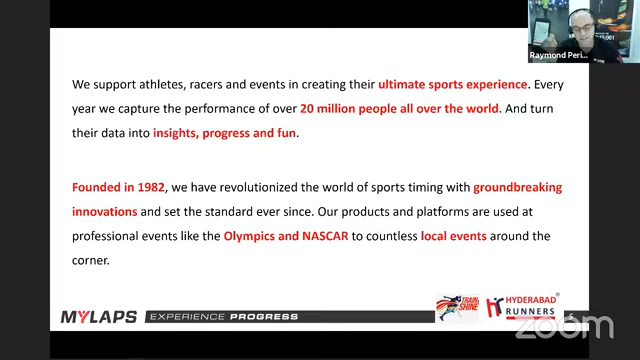 Raymond Peri
We support athletes, racers and events in creating their ultimate sports experience. Every
year we capture the performance of over 20 million people all over the world. And turn
their data into insights, progress and fun.
Founded in 1982, we have revolutionized the world of sports timing with groundbreaking
innovations and set the standard ever since. Our products and platforms are used at
professional events like the Olympics and NASCAR to countless local events around the
corner.
MYLAPS EXPERIENCE PROGRESS
TRAIN
SHINE
HYDERABAD
RUNNERS
5
zoom